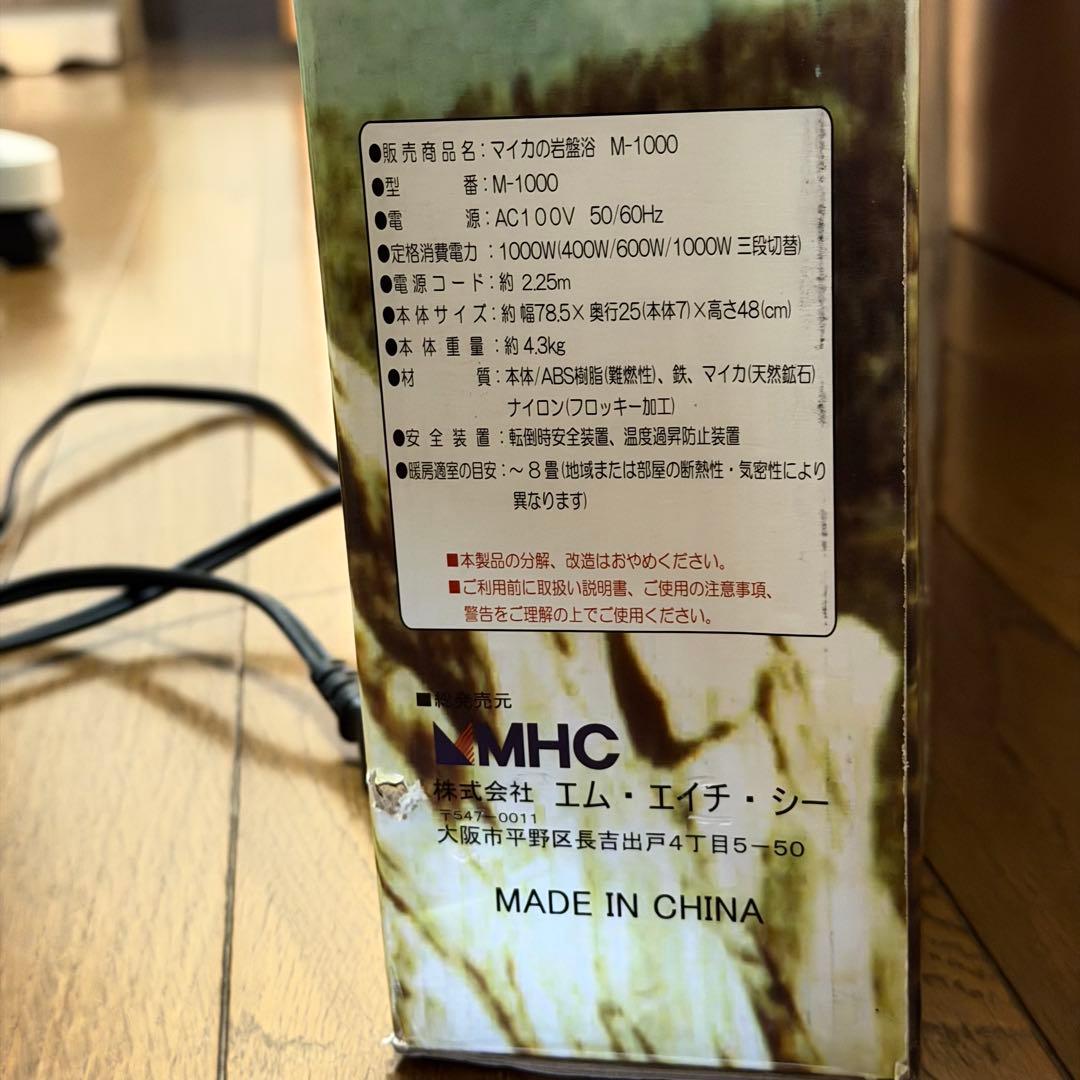 ●販売商品名：マイカの岩盤浴 M-1000
●型 番：M-1000
●電 源：AC100V 50/60Hz
●定格消費電力：1000W(400W/600W/1000W 三段切替)
●電源コード：約 2.25m
●本体サイズ：約 幅78.5×奥行25(本体7)×高さ48(cm)
●本体重量：約4.3kg
●材 質：本体/ABS樹脂(難燃性)、鉄、マイカ(天然鉱石)
ナイロン(フロッキー加工)
●安全装置：転倒時安全装置、温度過昇防止装置
●暖房適室の目安：～8畳(地域または部屋の断熱性・気密性により
異なります)
■本製品の分解、改造はおやめください。
■ご利用前に取扱い説明書、ご使用の注意事項、
警告をご理解の上でご使用ください。
■総発売元
MHC
株式会社 エム・エイチ・シー
〒547-0011
大阪市平野区長吉出戸4丁目5-50
MADE IN CHINA